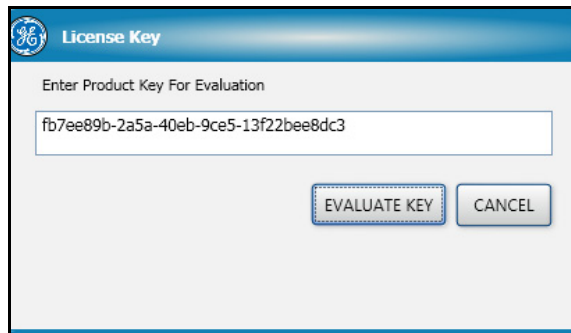 GE
License Key
Enter Product Key For Evaluation
fb7ee89b-2a5a-40eb-9ce5-13f22bee8dc3
EVALUATE KEY
CANCEL